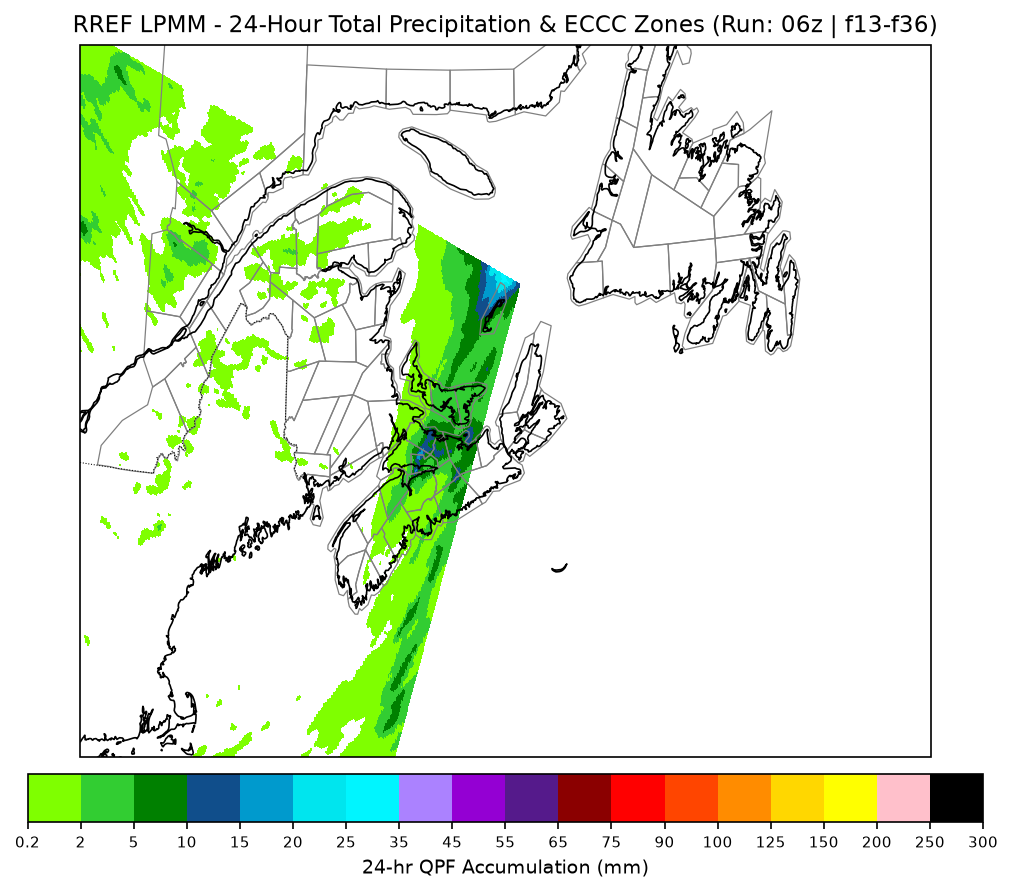 RREF LPMM - 24-Hour Total Precipitation & ECCC Zones (Run: 06z | f13-f36)
0.2 2 5 10 15 20 25 35 45 55 65 75 90 100 125 150 200 250 300
24-hr QPF Accumulation (mm)